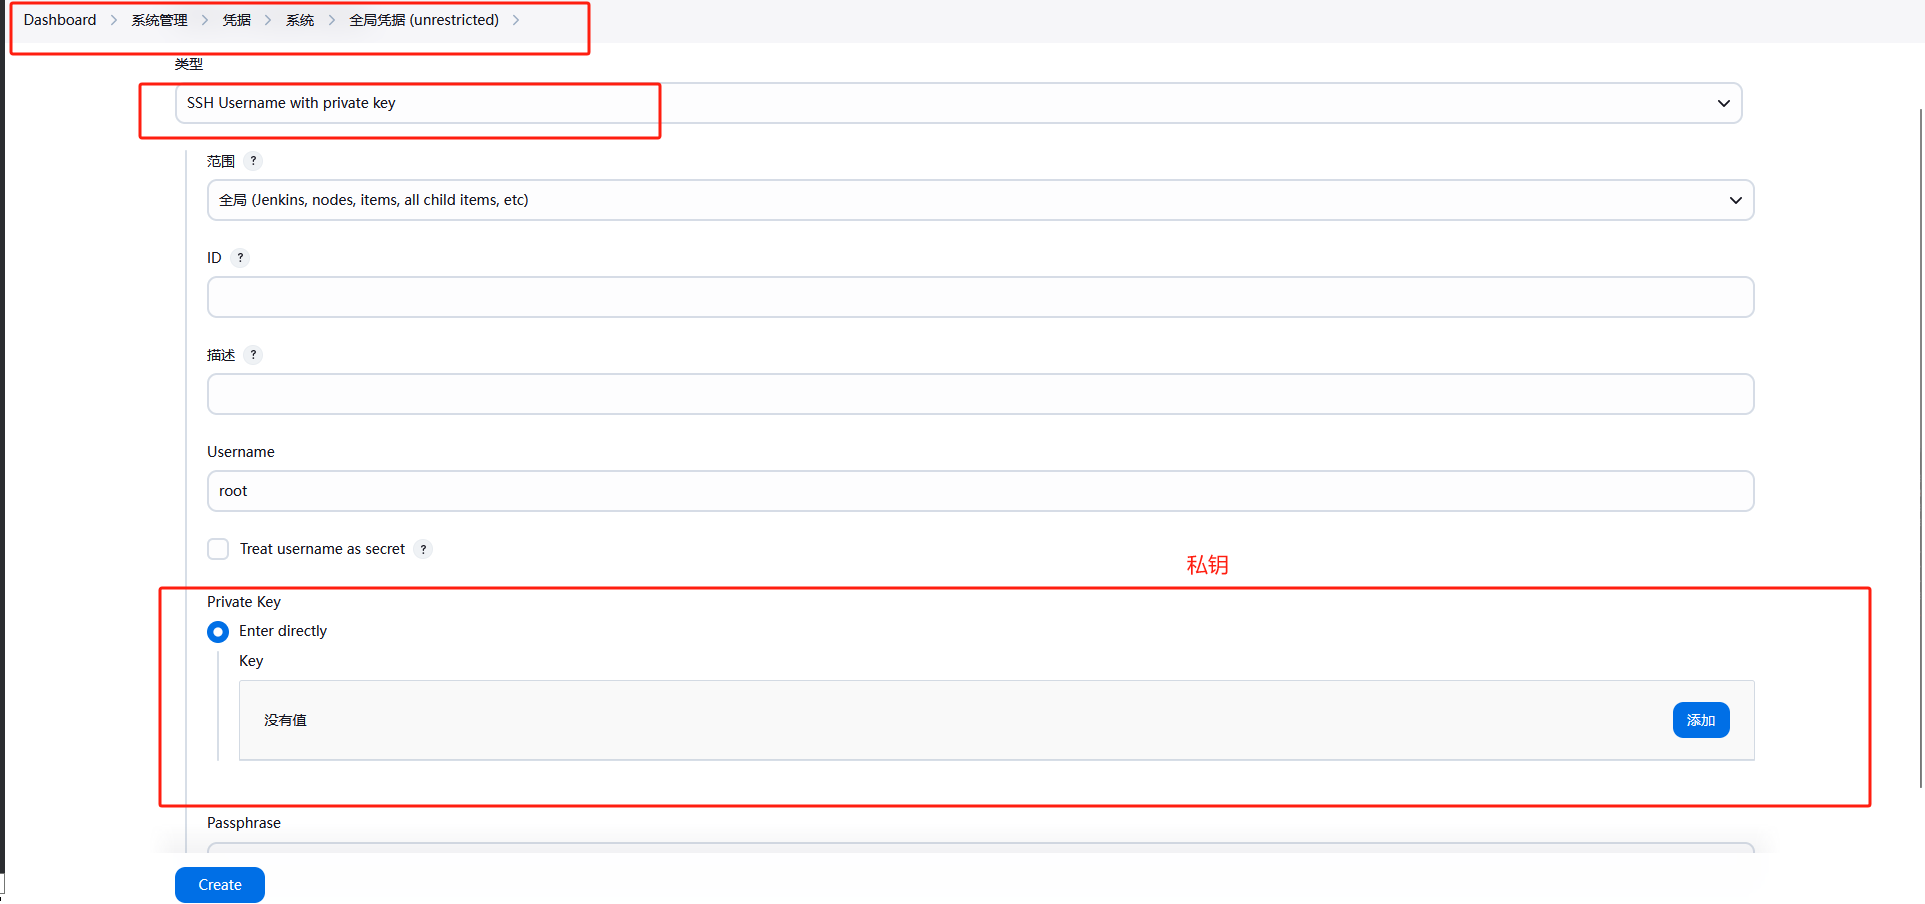 Dashboard > 系统管理 > 凭据 > 系统 > 全局凭据 (unrestricted) >
类型
SSH Username with private key
范围 ?
全局 (Jenkins, nodes, items, all child items, etc)
ID ?
描述 ?
Username
root
Treat username as secret ?
私钥
Private Key
Enter directly
Key
没有值
添加
Passphrase
Create